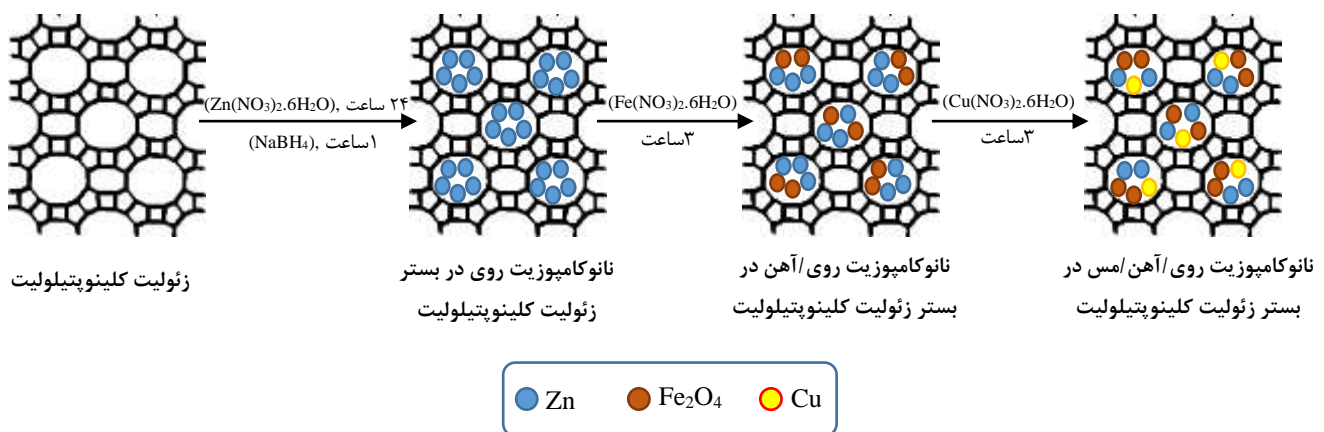 (Zn(NO3)2.6H2O), ۲۴ ساعت
(NaBH4), ۱ساعت
(Fe(NO3)2.6H2O)
۳ساعت
(Cu(NO3)2.6H2O)
۳ساعت
زئولیت کلینوپتیلولیت
نانوکامپوزیت روی در بستر
زئولیت کلینوپتیلولیت
نانوکامپوزیت روی/آهن در
بستر زئولیت کلینوپتیلولیت
نانوکامپوزیت روی/آهن/مس در
بستر زئولیت کلینوپتیلولیت
Zn Fe2O4 Cu